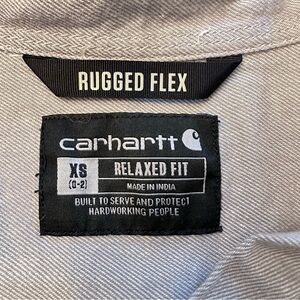 RUGGED FLEX
carhartt
XS RELAXED FIT
(0-2) MADE IN INDIA
BUILT TO SERVE AND PROTECT
HARDWORKING PEOPLE